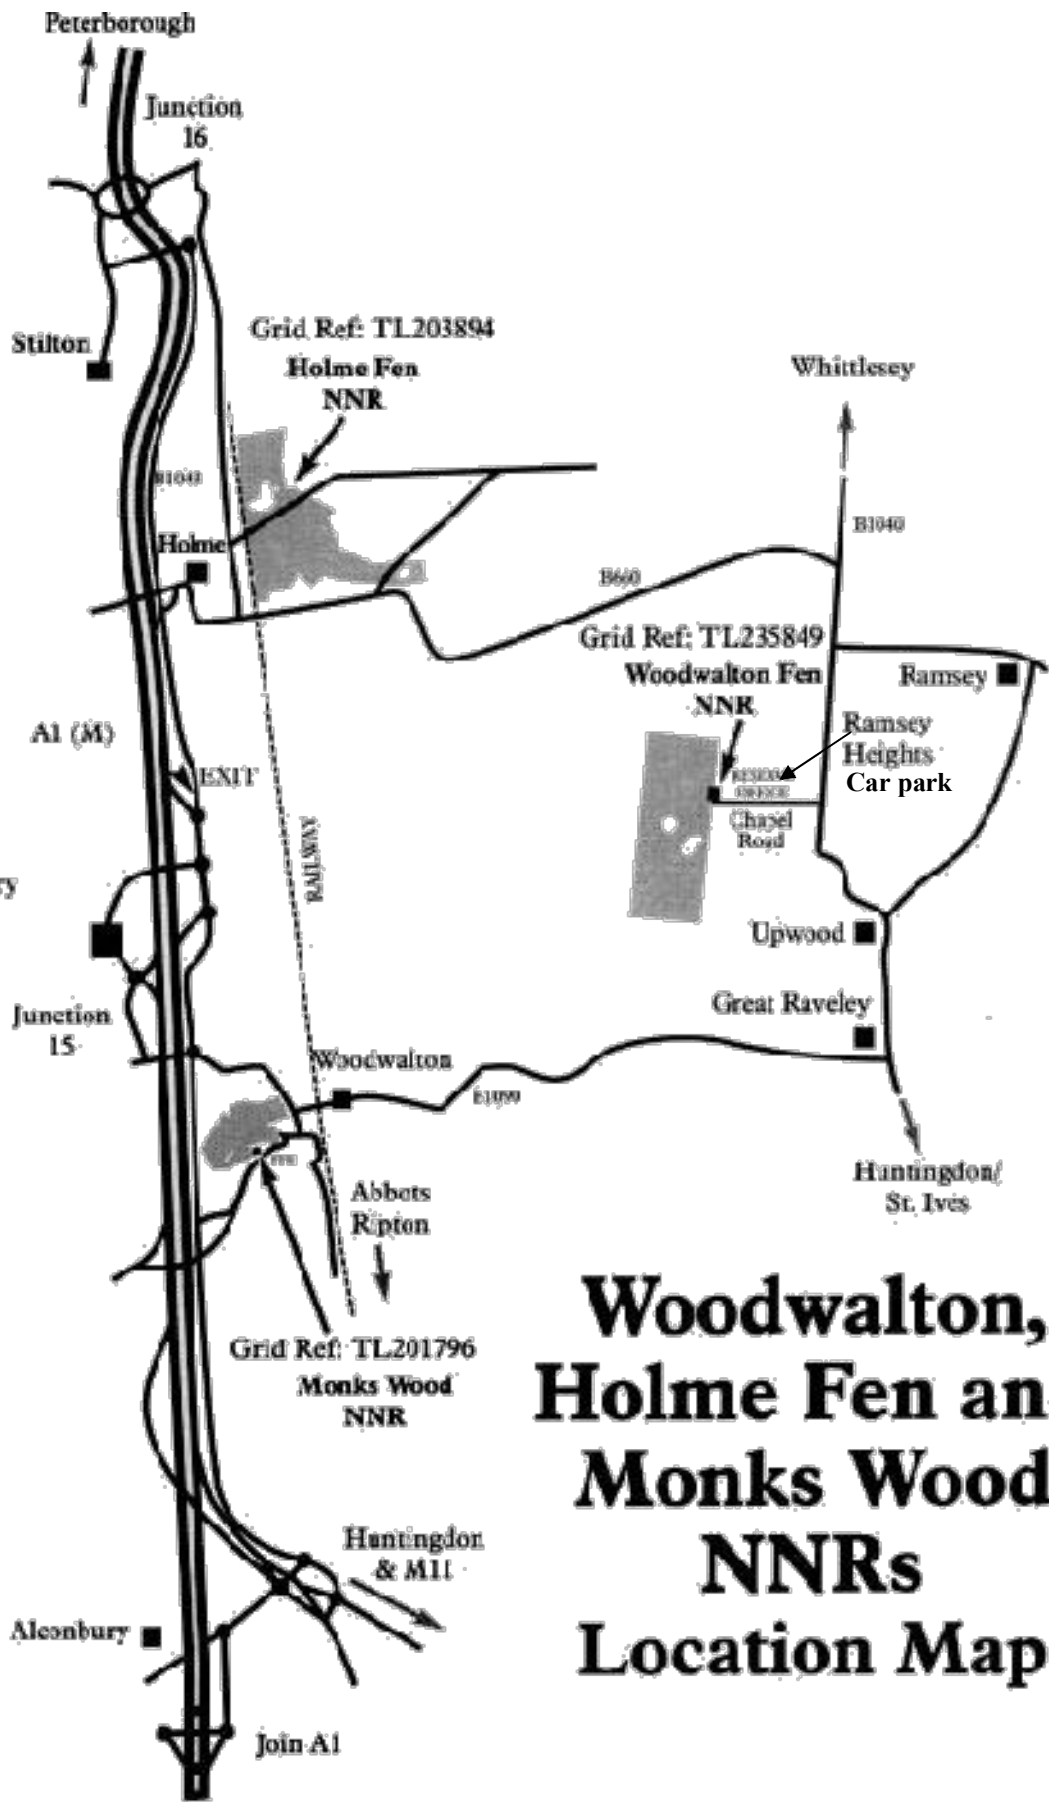 Peterborough
Junction
16
Stilton
Grid Ref: TL203894
Holme Fen
NNR
Whittlesey
B1043
Holme
B1040
B660
Grid Ref: TL235849
Woodwalton Fen
NNR
Ramsey
A1 (M)
EXIT
Ramsey
Heights
Car park
Chapel
Road
RAILWAY
ry
Upwood
Junction
15
Great Raveley
Woodwalton
Abbots
Ripton
Huntingdon/
St. Ives
Grid Ref: TL201796
Monks Wood
NNR
Woodwalton,
Holme Fen an
Monks Wood
NNRs
Location Map
Huntingdon
& M11
Alconbury
Join A1